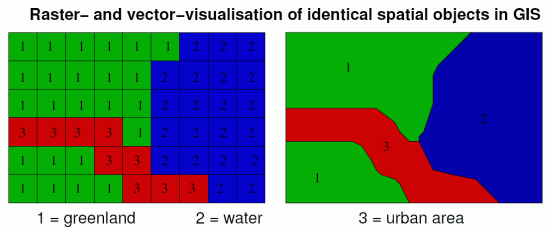 Raster- and vector-visualisation of identical spatial objects in GIS
1 1 1 1 1 1 2 2 2
1 1 1 1 1 2 2 2 2
1 1 1 1 1 2 2 2 2
3 3 3 3 1 2 2 2 2
1 1 1 3 3 2 2 2 2
1 1 1 1 3 3 3 2 2
1
2
3
1
1 = greenland 2 = water 3 = urban area